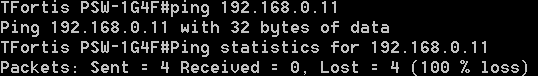 TFortis PSW-1G4F#ping 192.168.0.11
Ping 192.168.0.11 with 32 bytes of data
TFortis PSW-1G4F#Ping statistics for 192.168.0.11
Packets: Sent = 4 Received = 0, Lost = 4 (100 % loss)